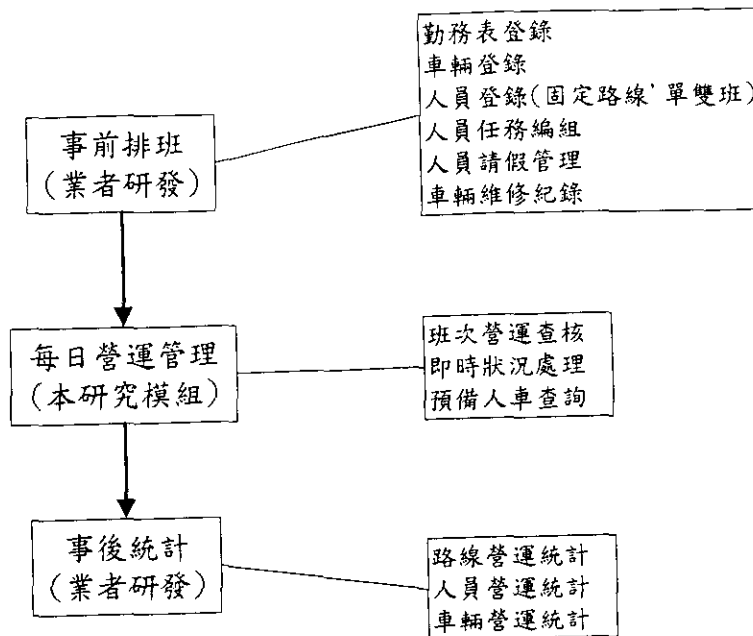 勤務表登錄
車輛登錄
人員登錄(固定路線'單雙班)
人員任務編組
人員請假管理
車輛維修紀錄
事前排班
(業者研發)
每日營運管理
(本研究模組)
班次營運查核
即時狀況處理
預備人車查詢
事後統計
(業者研發)
路線營運統計
人員營運統計
車輛營運統計